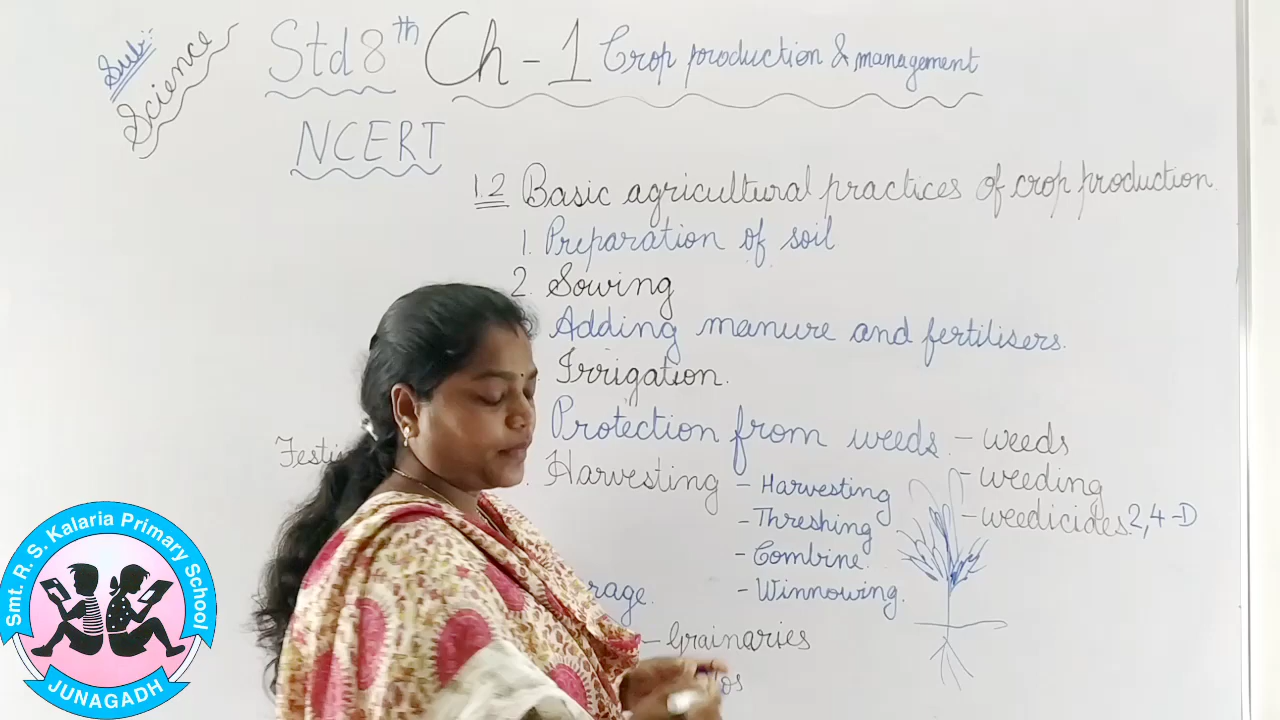 Sub:-
Science
Std 8th Ch-1 Crop production & management
NCERT
1.2 Basic agricultural practices of crop production.
1. Preparation of soil
2. Sowing
Adding manure and fertilisers.
Irrigation.
Protection from weeds. - weeds
- weeding
- weedicides. 2,4-D
Harvesting - Harvesting
- Threshing
- Combine.
- Winnowing.
- Grainaries
Smt. R. S. Kalaria Primary School
JUNAGADH